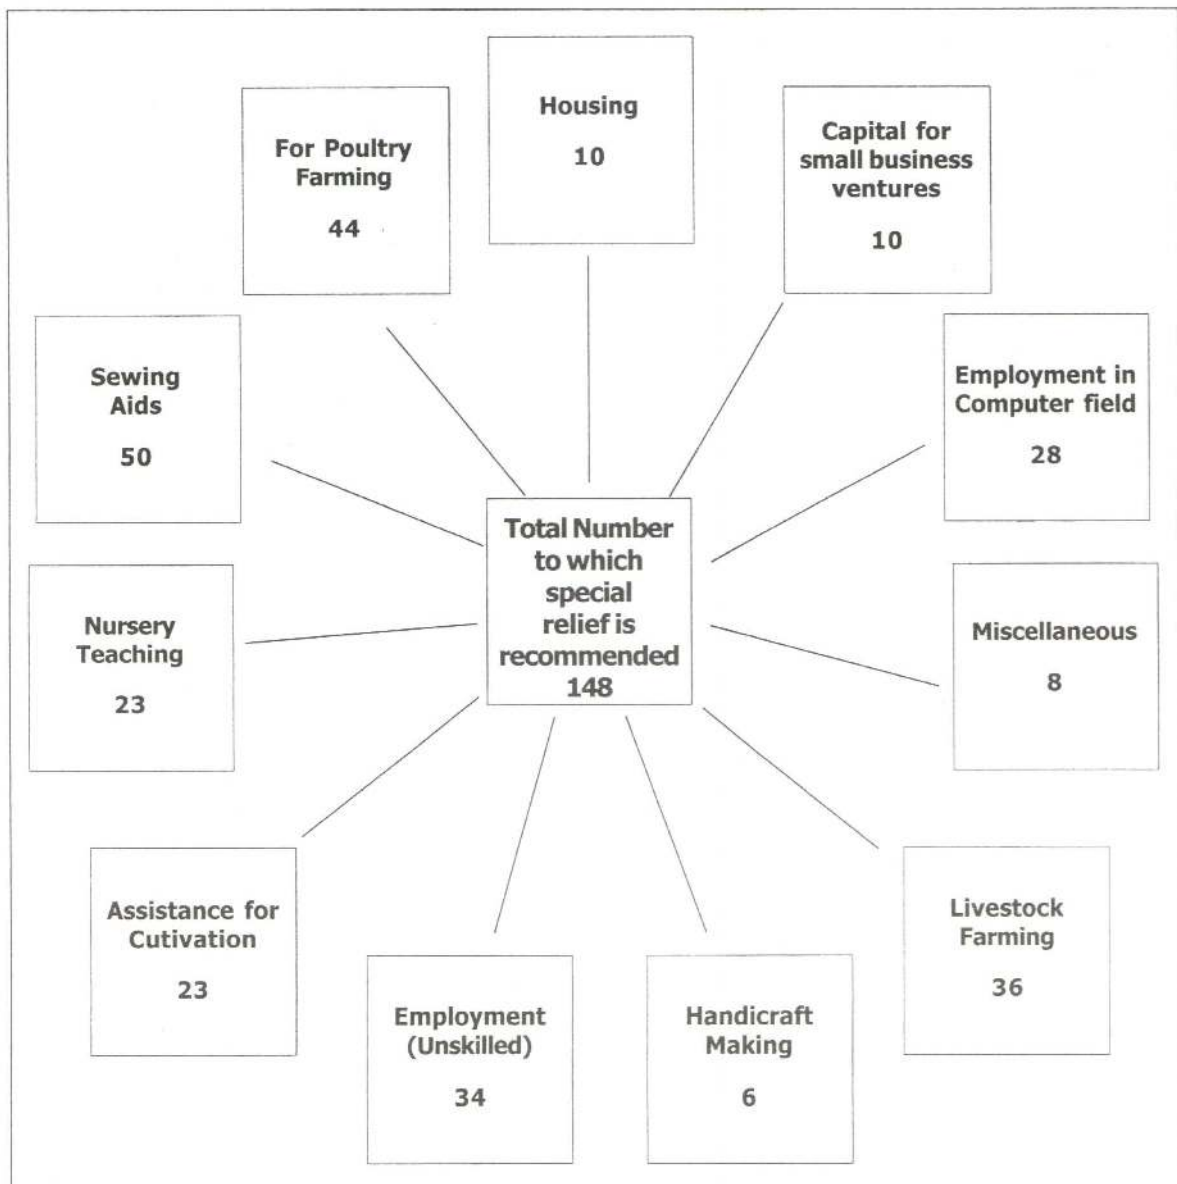 Housing
10
For Poultry
Farming
44
Capital for
small business
ventures
10
Sewing
Aids
50
Employment in
Computer field
28
Total Number
to which
special
relief is
recommended
148
Nursery
Teaching
23
Miscellaneous
8
Assistance for
Cutivation
23
Livestock
Farming
36
Employment
(Unskilled)
34
Handicraft
Making
6